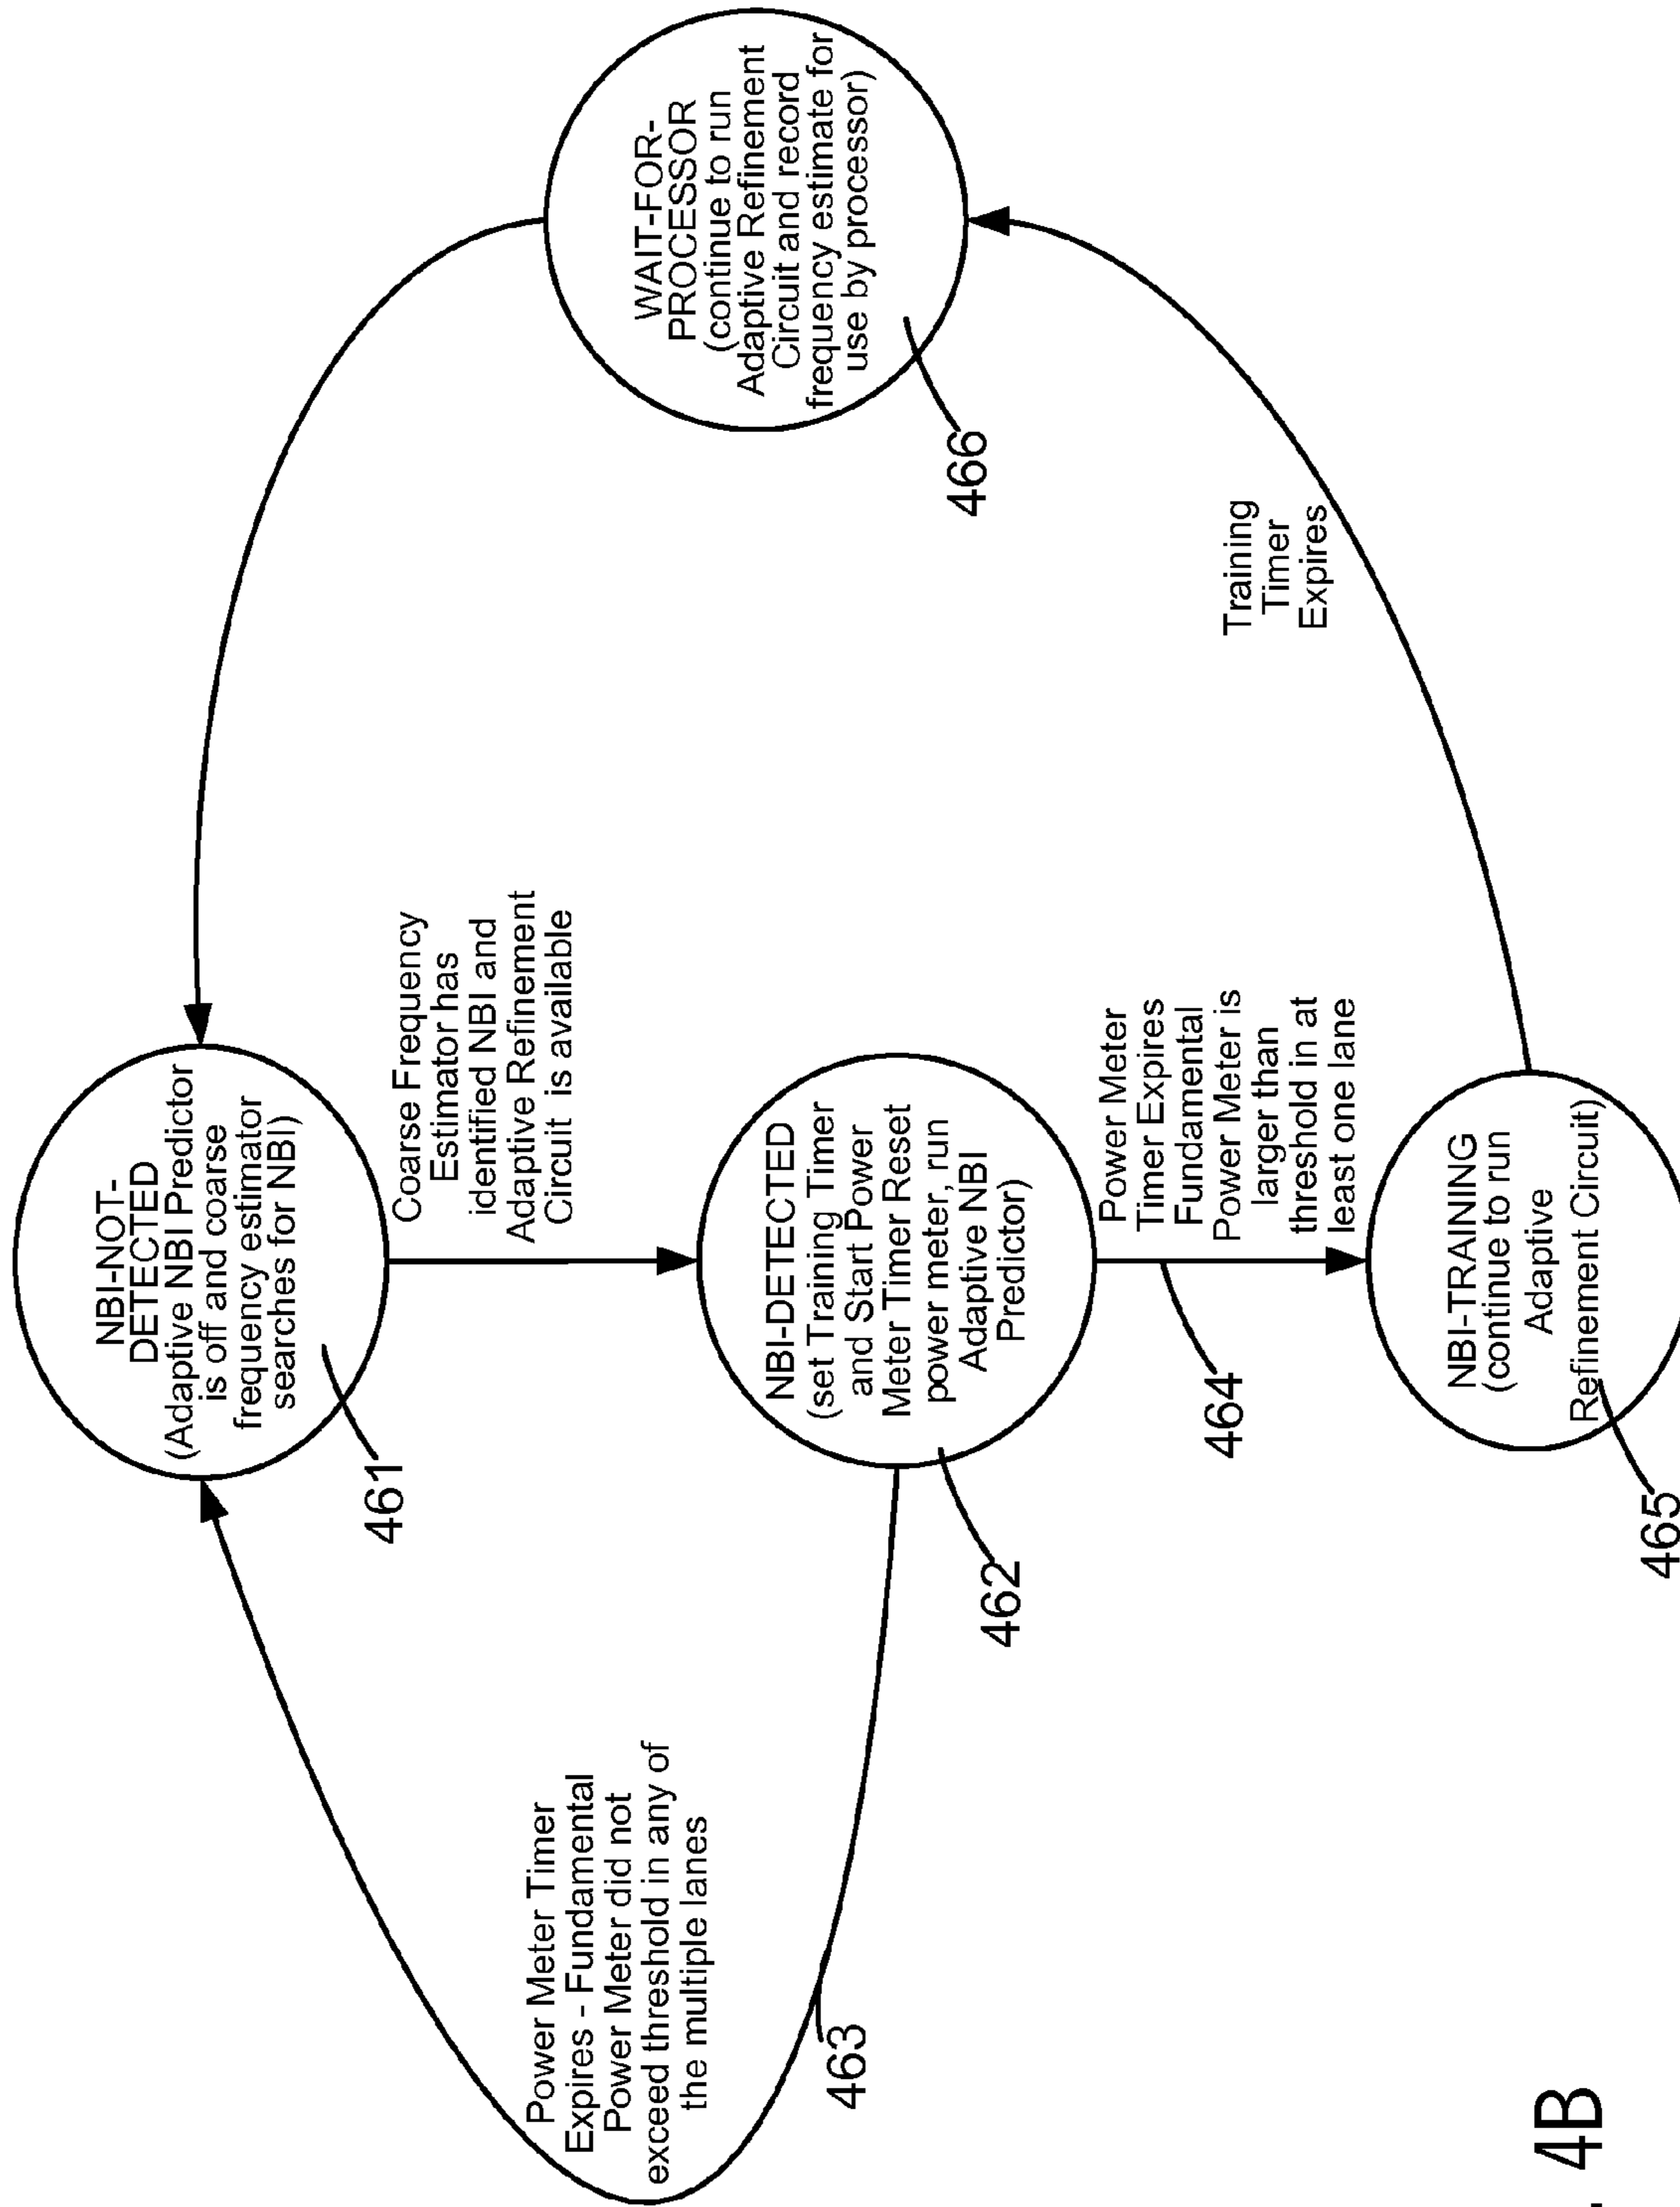 NBI-NOT-
DETECTED
(Adaptive NBI Predictor
is off and coarse
frequency estimator
searches for NBI)
461
Coarse Frequency
Estimator has
identified NBI and
Adaptive Refinement
Circuit is available
Power Meter Timer
Expires - Fundamental
Power Meter did not
exceed threshold in any of
the multiple lanes
463
NBI-DETECTED
(set Training Timer
and Start Power
Meter Timer Reset
power meter, run
Adaptive NBI
Predictor)
462
Power Meter
Timer Expires
Fundamental
Power Meter is
larger than
threshold in at
least one lane
464
NBI-TRAINING
(continue to run
Adaptive
Refinement Circuit)
465
Training
Timer
Expires
WAIT-FOR-
PROCESSOR
(continue to run
Adaptive Refinement
Circuit and record
frequency estimate for
use by processor)
466
. 4B